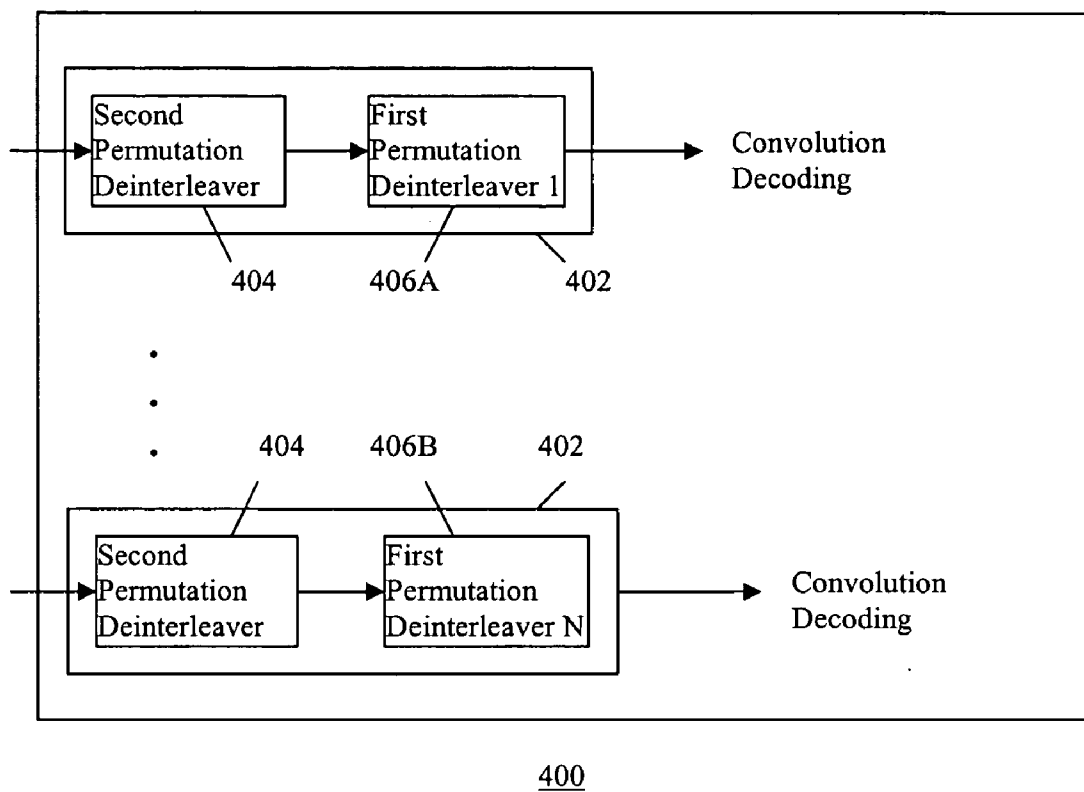 Second
Permutation
Deinterleaver
First
Permutation
Deinterleaver 1
Convolution
Decoding
404
406A
402
404
406B
402
Second
Permutation
Deinterleaver
First
Permutation
Deinterleaver N
Convolution
Decoding
400